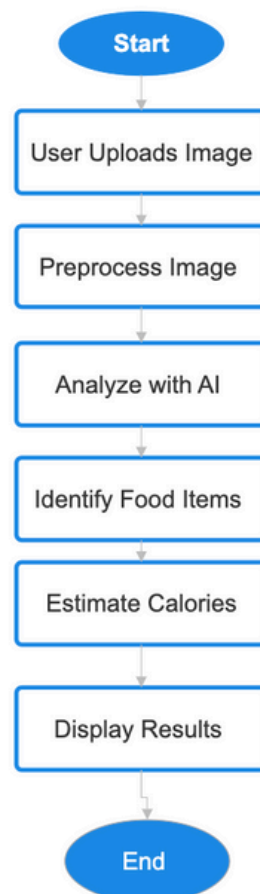 Start
User Uploads Image
Preprocess Image
Analyze with AI
Identify Food Items
Estimate Calories
Display Results
End